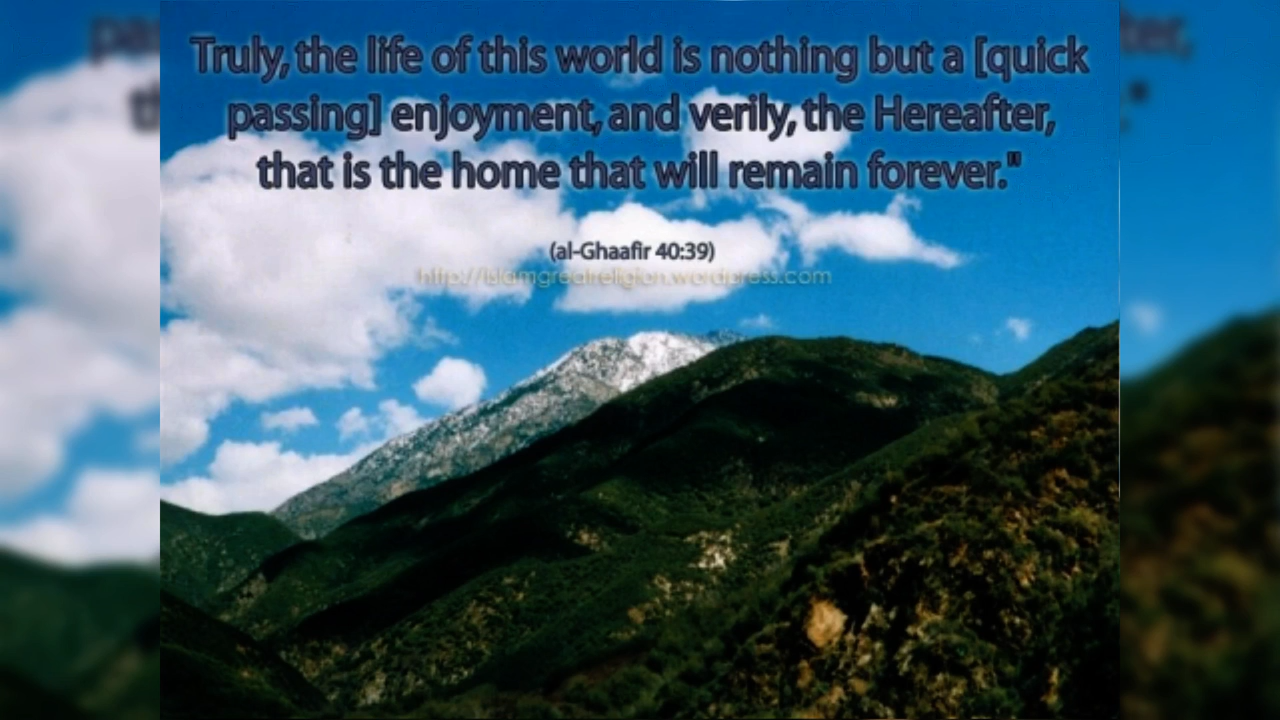 Truly, the life of this world is nothing but a [quick
passing] enjoyment, and verily, the Hereafter,
that is the home that will remain forever."
(al-Ghaafir 40:39)
http://islamgreatreligion.wordpress.com